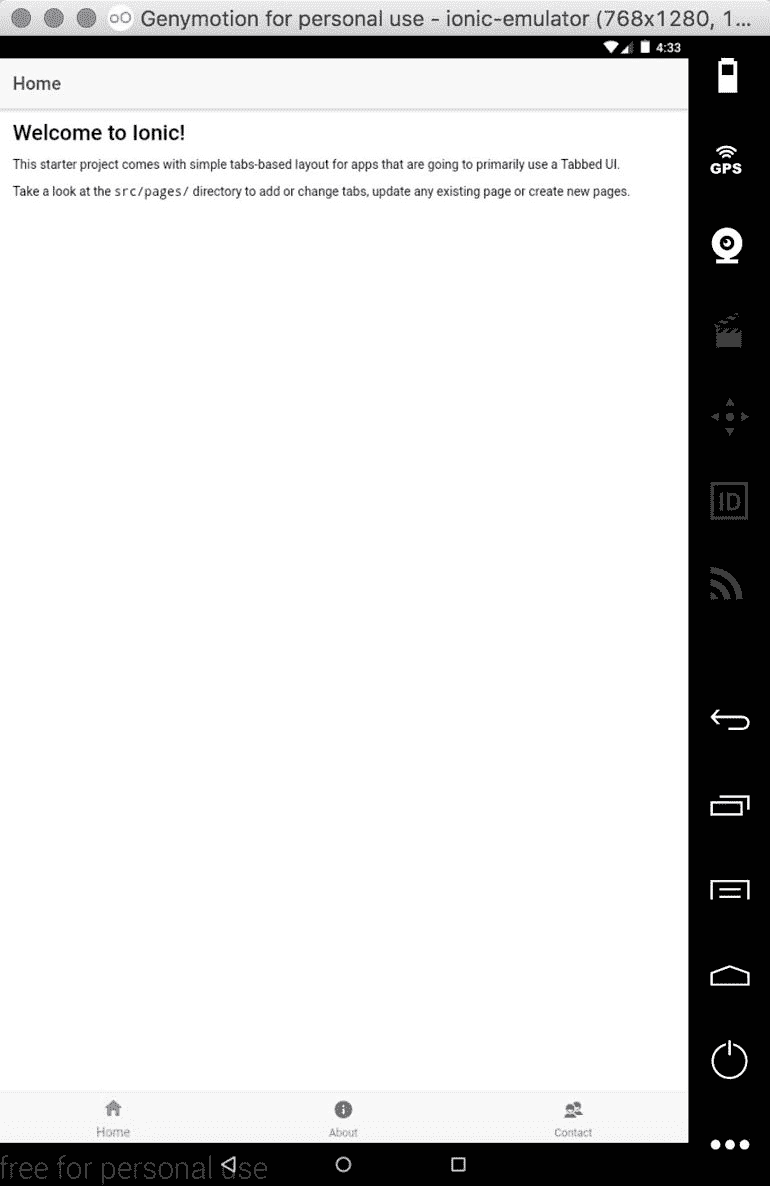 Genymotion for personal use - ionic-emulator (768x1280, 1...
4:33
Home
Welcome to Ionic!
This starter project comes with simple tabs-based layout for apps that are going to primarily use a Tabbed UI.
Take a look at the src/pages/ directory to add or change tabs, update any existing page or create new pages.
GPS
ID
Home
About
Contact
free for personal use